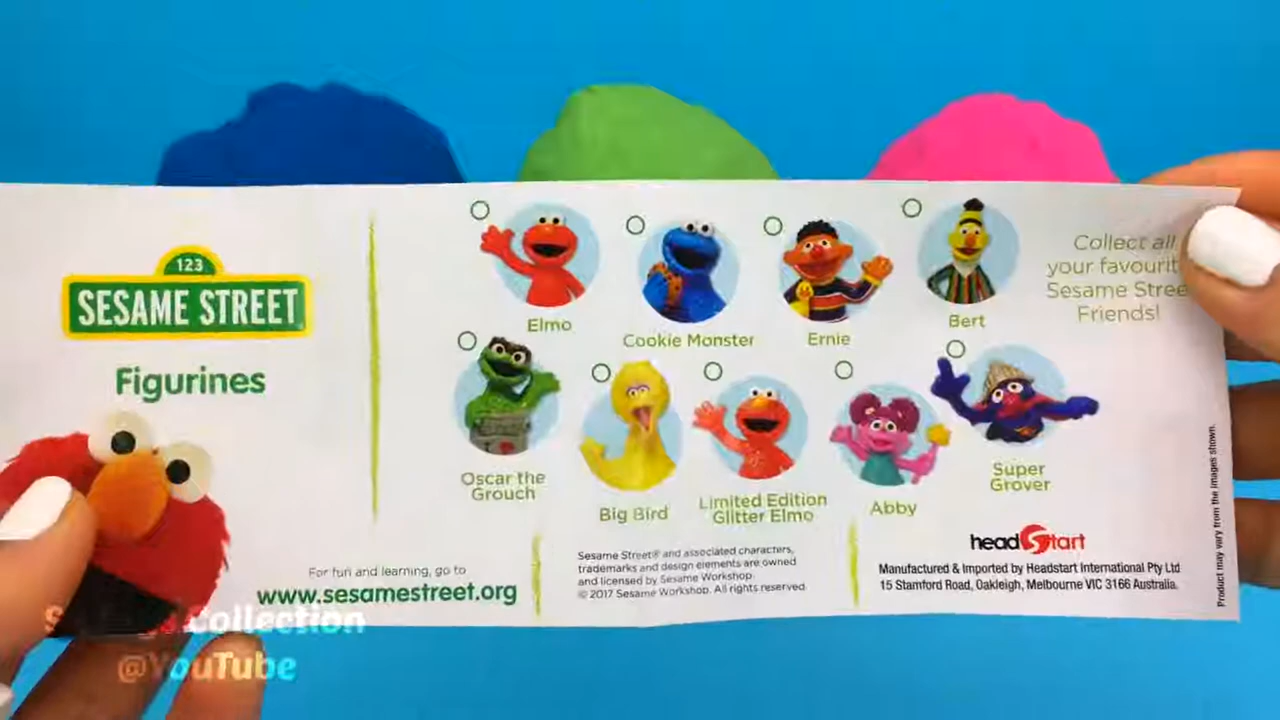 123
SESAME STREET
Figurines
Elmo
Cookie Monster
Ernie
Bert
Collect all
your favourit
Sesame Stree
Friends!
Oscar the
Grouch
Big Bird
Limited Edition
Glitter Elmo
Abby
Super
Grover
For fun and learning, go to
www.sesamestreet.org
Sesame Street® and associated characters,
trademarks and design elements are owned
and licensed by Sesame Workshop.
© 2017 Sesame Workshop. All rights reserved.
headstart
Manufactured & Imported by Headstart International Pty Ltd
15 Stamford Road, Oakleigh, Melbourne VIC 3166 Australia.
Product may vary from the images shown.
Collection
@YouTube